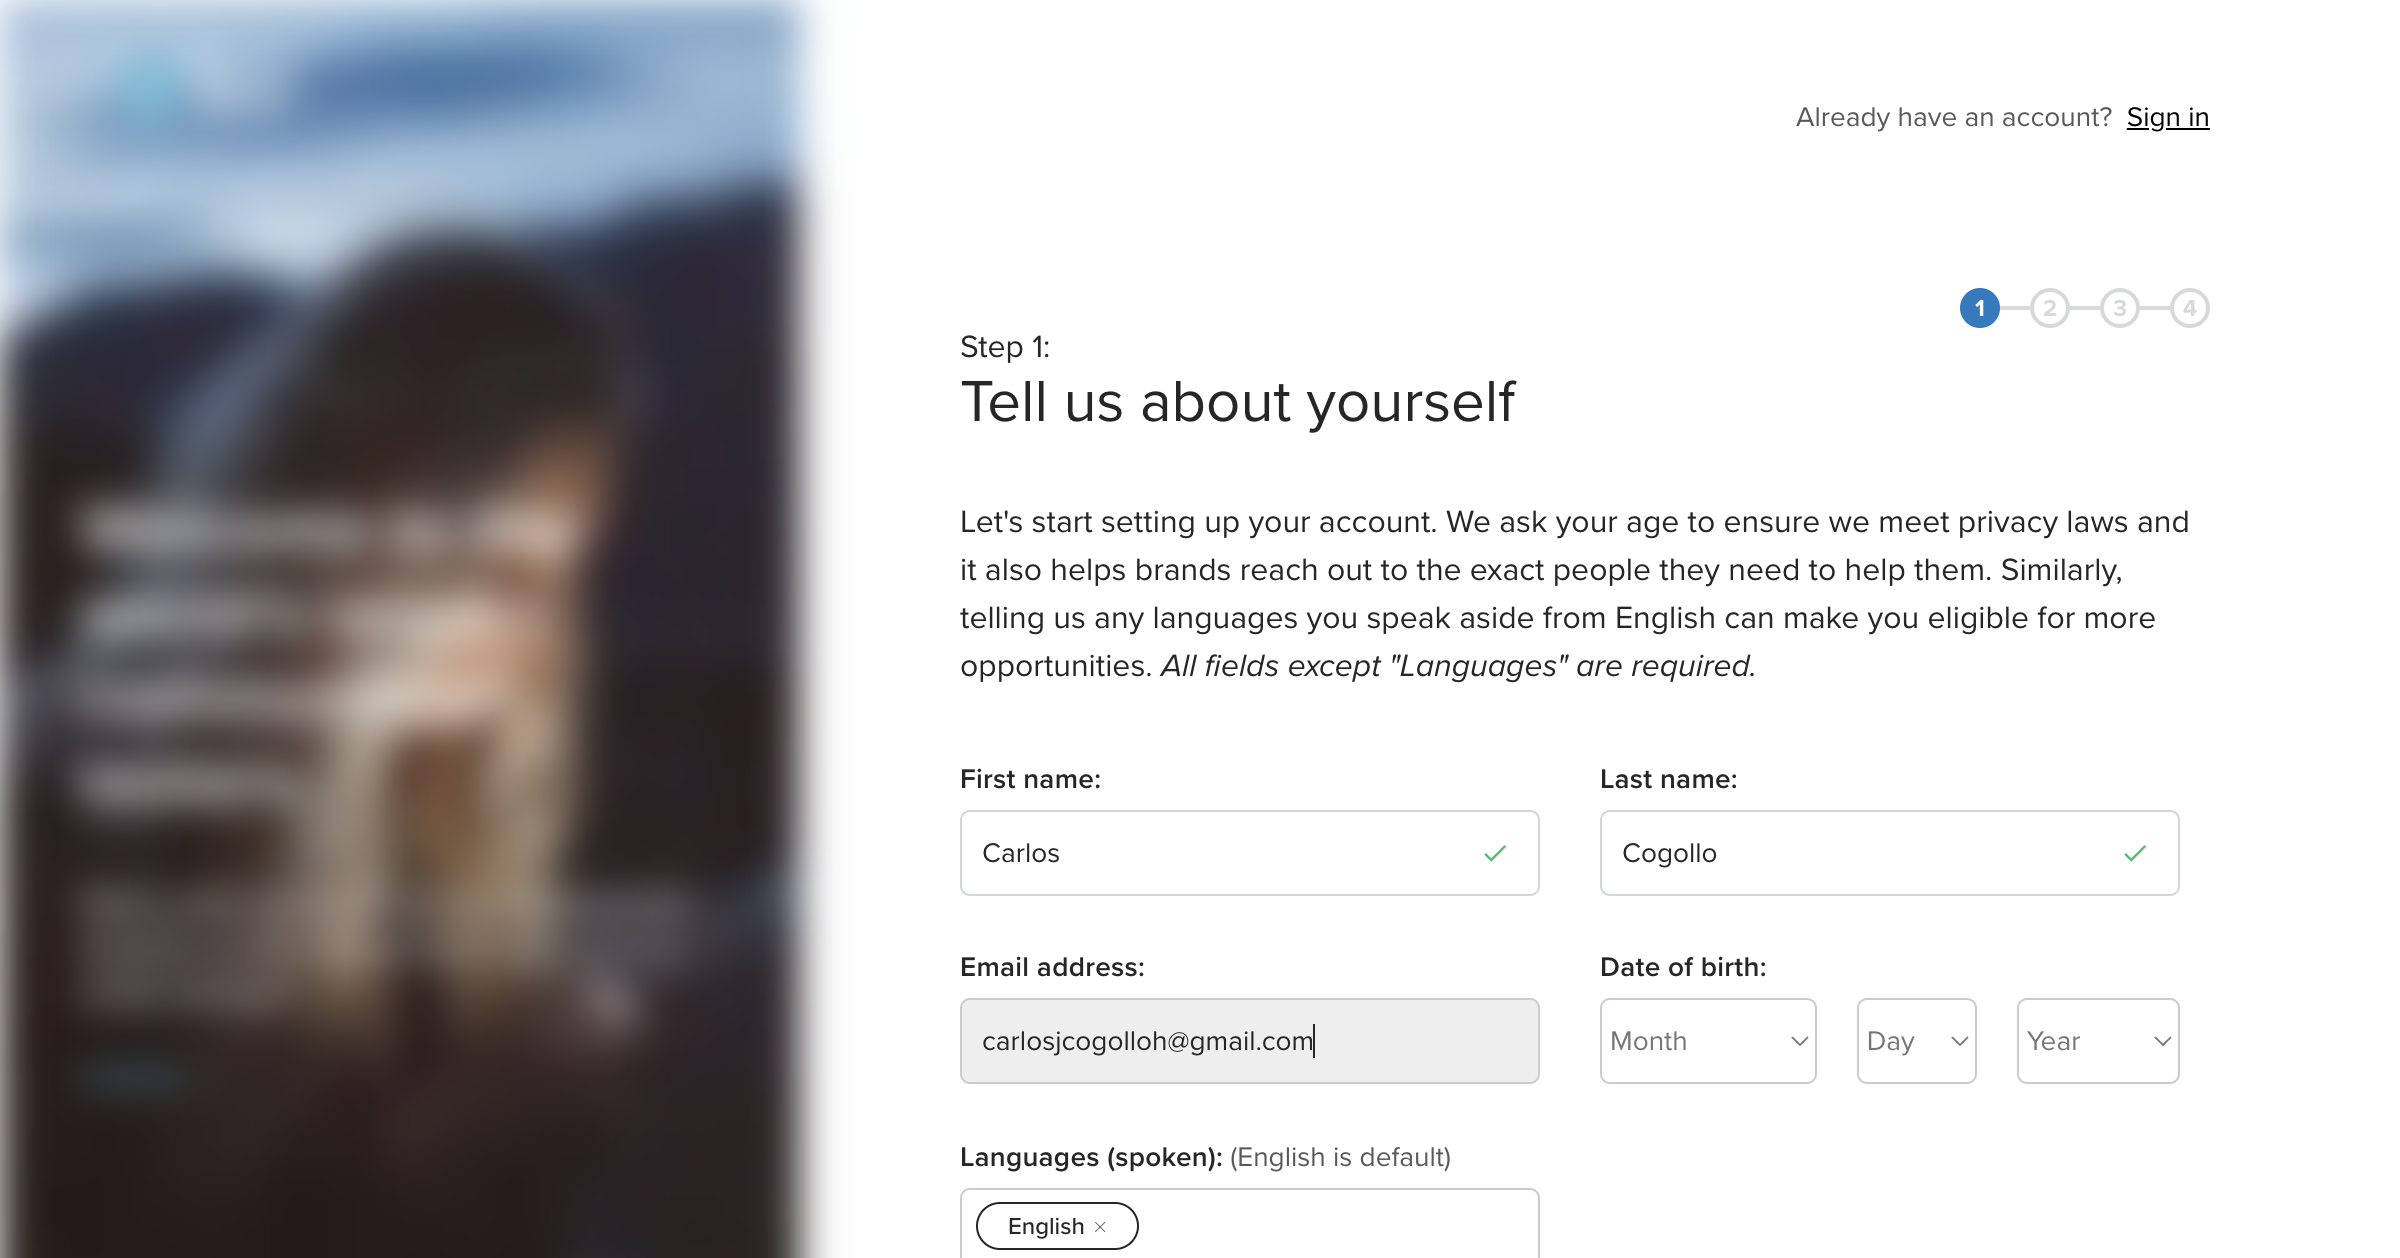 Already have an account? Sign in
1 2 3 4
Step 1:
Tell us about yourself
Let's start setting up your account. We ask your age to ensure we meet privacy laws and
it also helps brands reach out to the exact people they need to help them. Similarly,
telling us any languages you speak aside from English can make you eligible for more
opportunities. All fields except "Languages" are required.
First name: Last name:
Carlos Cogollo
Email address: Date of birth:
carlosjcogolloh@gmail.com Month Day Year
Languages (spoken): (English is default)
English ×